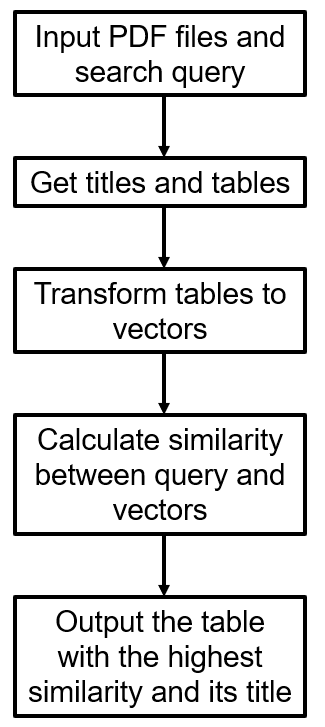 Input PDF files and
search query
Get titles and tables
Transform tables to
vectors
Calculate similarity
between query and
vectors
Output the table
with the highest
similarity and its title